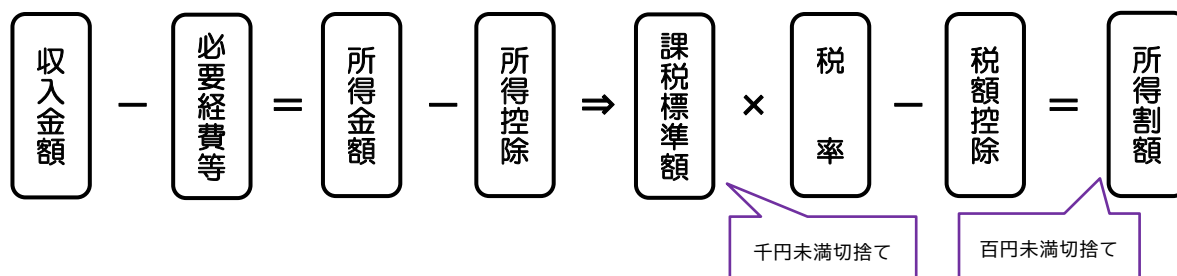 収入金額
－
必要経費等
＝
所得金額
－
所得控除
⇒
課税標準額
×
税率
－
税額控除
＝
所得割額
千円未満切捨て
百円未満切捨て